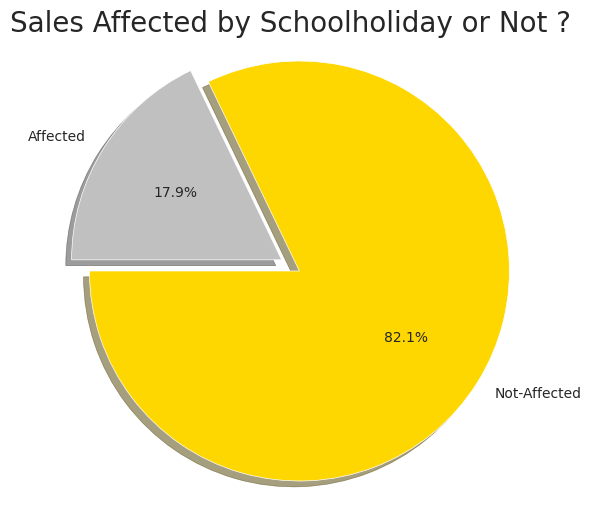 Sales Affected by Schoolholiday or Not ?
Affected
17.9%
82.1%
Not-Affected